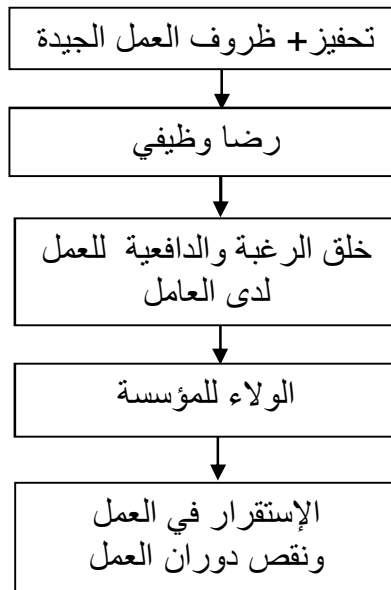 تحفيز+ ظروف العمل الجيدة
رضا وظيفي
خلق الرغبة والدافعية للعمل
لدى العامل
الولاء للمؤسسة
الإستقرار في العمل
ونقص دوران العمل